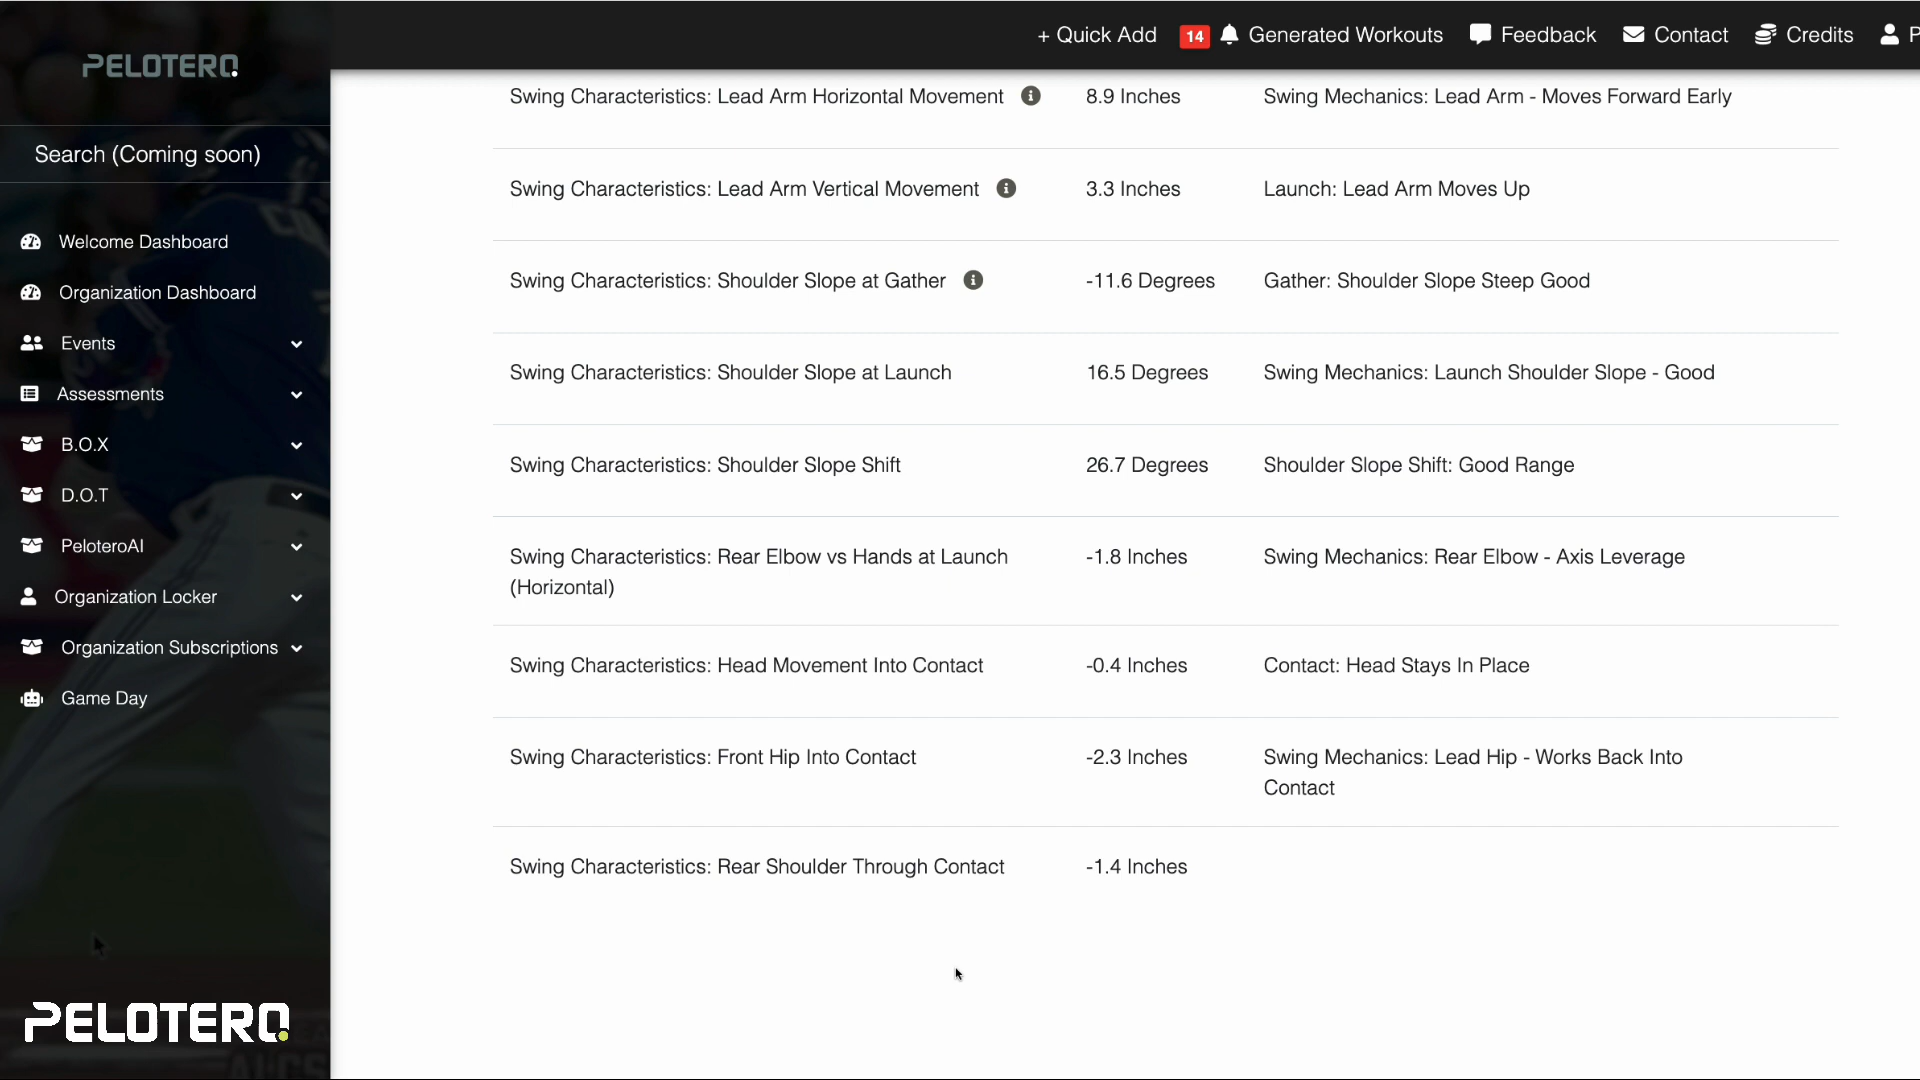 PELOTERO
+ Quick Add
14
Generated Workouts
Feedback
Contact
Credits
P
Search (Coming soon)
Welcome Dashboard
Organization Dashboard
Events
Assessments
B.O.X
D.O.T
PeloteroAI
Organization Locker
Organization Subscriptions
Game Day
PELOTERO
Swing Characteristics: Lead Arm Horizontal Movement 8.9 Inches Swing Mechanics: Lead Arm - Moves Forward Early
Swing Characteristics: Lead Arm Vertical Movement 3.3 Inches Launch: Lead Arm Moves Up
Swing Characteristics: Shoulder Slope at Gather -11.6 Degrees Gather: Shoulder Slope Steep Good
Swing Characteristics: Shoulder Slope at Launch 16.5 Degrees Swing Mechanics: Launch Shoulder Slope - Good
Swing Characteristics: Shoulder Slope Shift 26.7 Degrees Shoulder Slope Shift: Good Range
Swing Characteristics: Rear Elbow vs Hands at Launch -1.8 Inches Swing Mechanics: Rear Elbow - Axis Leverage
(Horizontal)
Swing Characteristics: Head Movement Into Contact -0.4 Inches Contact: Head Stays In Place
Swing Characteristics: Front Hip Into Contact -2.3 Inches Swing Mechanics: Lead Hip - Works Back Into
Contact
Swing Characteristics: Rear Shoulder Through Contact -1.4 Inches